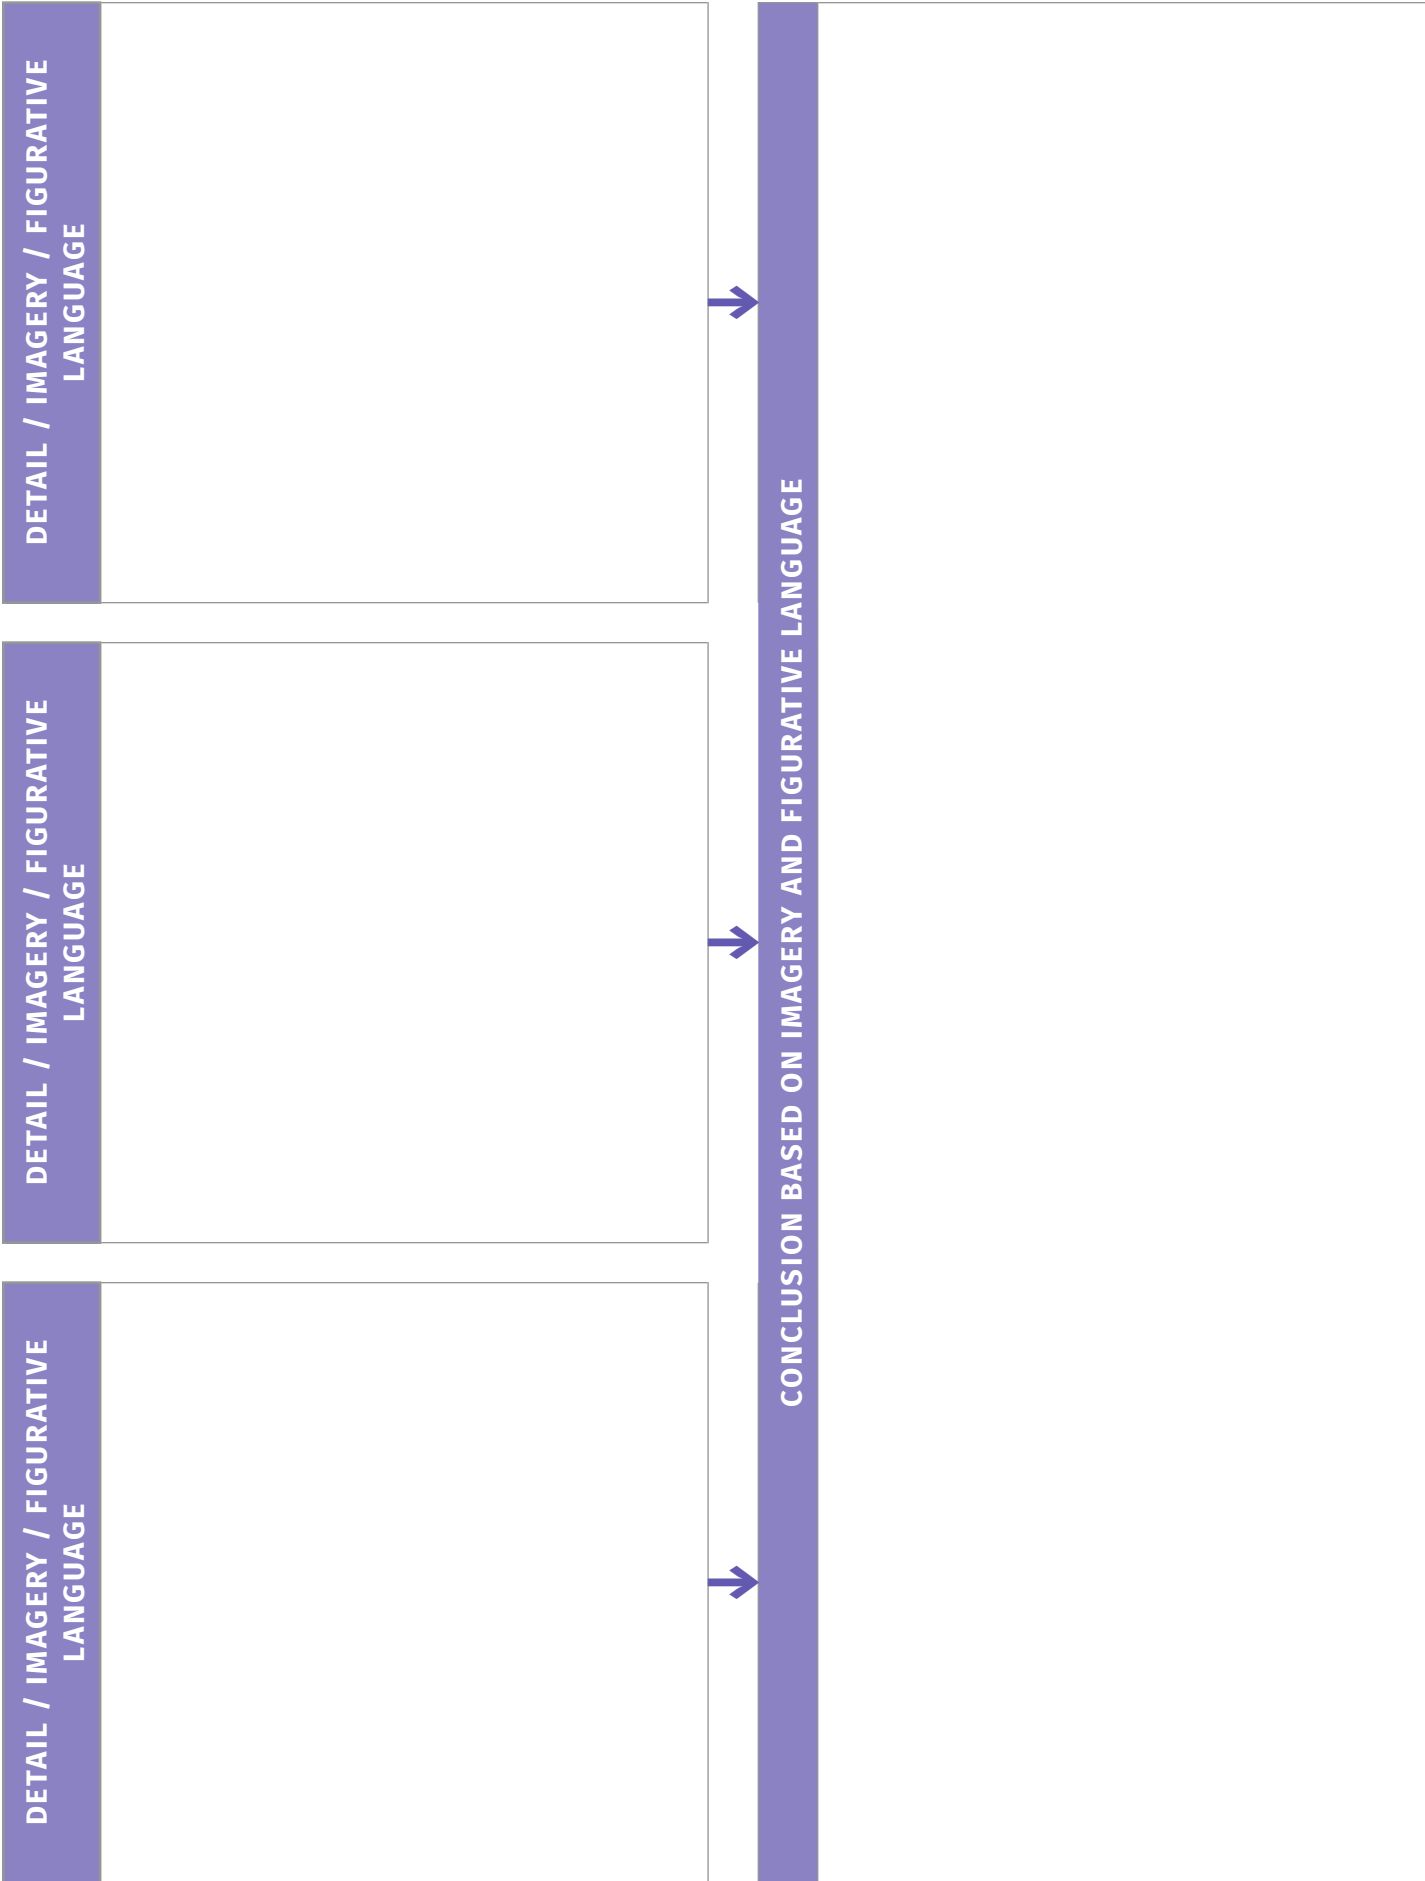 DETAIL / IMAGERY / FIGURATIVE
LANGUAGE
DETAIL / IMAGERY / FIGURATIVE
LANGUAGE
DETAIL / IMAGERY / FIGURATIVE
LANGUAGE
CONCLUSION BASED ON IMAGERY AND FIGURATIVE LANGUAGE